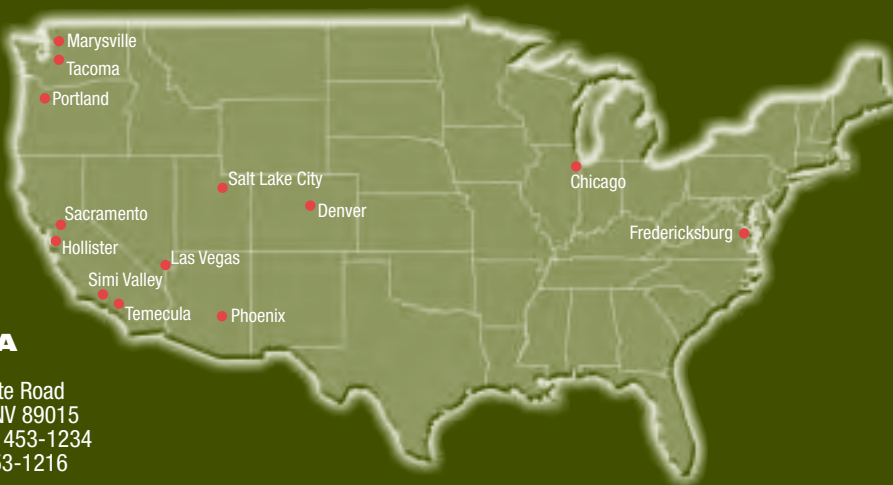 Marysville
Tacoma
Portland
Salt Lake City
Denver
Chicago
Sacramento
Hollister
Fredericksburg
Las Vegas
Simi Valley
Temecula
Phoenix
A
te Road
NV 89015
453-1234
53-1216